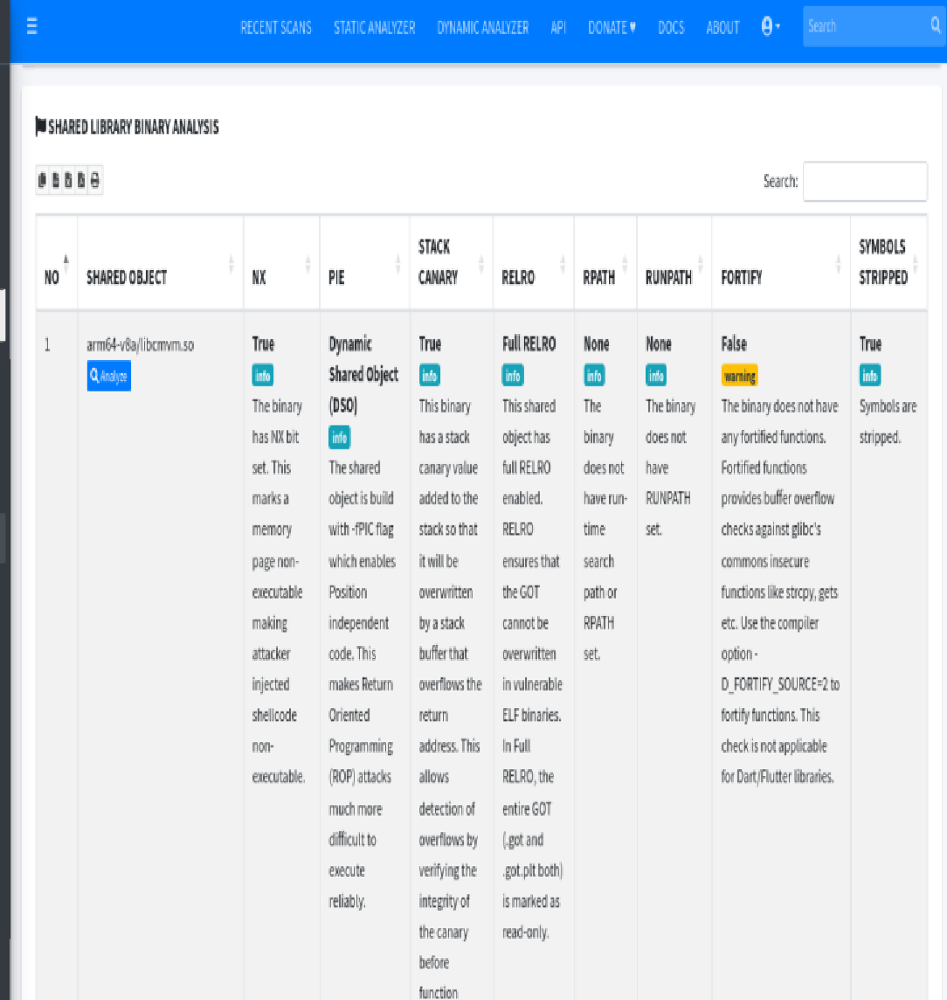 RECENT SCANS STATIC ANALYZER DYNAMIC ANALYZER API DONATE ♥ DOCS ABOUT Search
SHARED LIBRARY BINARY ANALYSIS
Search:
NO
SHARED OBJECT
NX
PIE
STACK
CANARY
RELRO
RPATH
RUNPATH
FORTIFY
SYMBOLS
STRIPPED
1
arm64-v8a/libcmvm.so
Analyze
True
info
The binary
has NX bit
set. This
marks a
memory
page non-
executable
making
attacker
injected
shellcode
non-
executable.
Dynamic
Shared Object
(DSO)
info
The shared
object is build
with -fPIC flag
which enables
Position
independent
code. This
makes Return
Oriented
Programming
(ROP) attacks
much more
difficult to
execute
reliably.
True
info
This binary
has a stack
canary value
added to the
stack so that
it will be
overwritten
by a stack
buffer that
overflows the
return
address. This
allows
detection of
overflows by
verifying the
integrity of
the canary
before
function
Full RELRO
info
This shared
object has
full RELRO
enabled.
RELRO
ensures that
the GOT
cannot be
overwritten
in vulnerable
ELF binaries.
In Full
RELRO, the
entire GOT
(.got and
.got.plt both)
is marked as
read-only.
None
info
The
binary
does not
have run-
time
search
path or
RPATH
set.
None
info
The binary
does not
have
RUNPATH
set.
False
warning
The binary does not have
any fortified functions.
Fortified functions
provides buffer overflow
checks against glibc's
commons insecure
functions like strcpy, gets
etc. Use the compiler
option -
D_FORTIFY_SOURCE=2 to
fortify functions. This
check is not applicable
for Dart/Flutter libraries.
True
info
Symbols are
stripped.